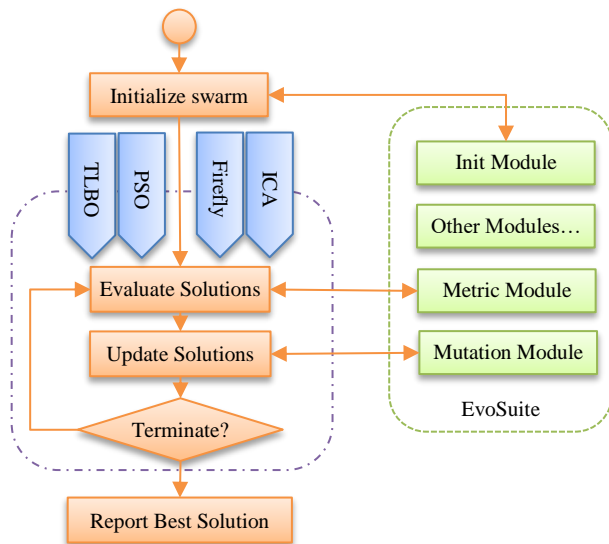 Initialize swarm
TLBO
PSO
Firefly
ICA
Init Module
Other Modules…
Evaluate Solutions
Metric Module
Update Solutions
Mutation Module
EvoSuite
Terminate?
Report Best Solution